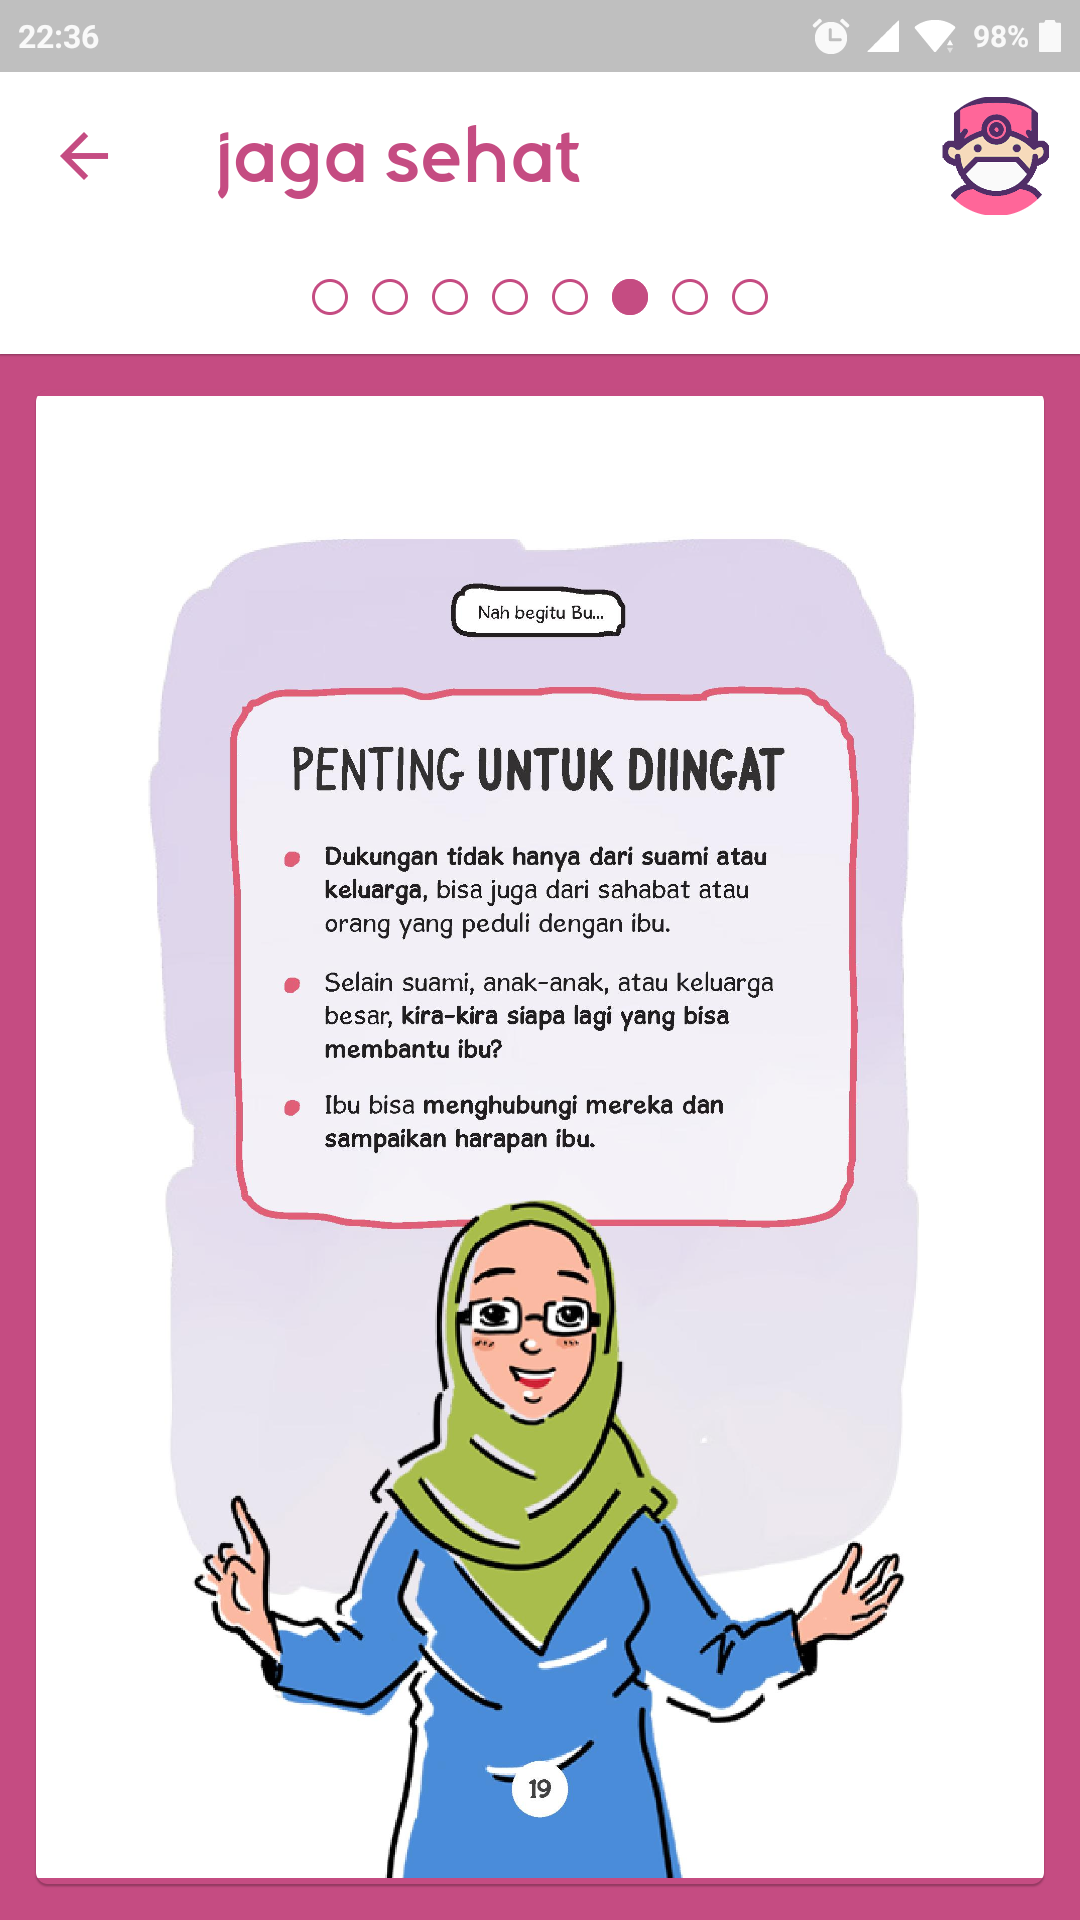 22:36
98%
jaga sehat
Nah begitu Bu...
PENTING UNTUK DIINGAT
Dukungan tidak hanya dari suami atau
keluarga, bisa juga dari sahabat atau
orang yang peduli dengan ibu.
Selain suami, anak-anak, atau keluarga
besar, kira-kira siapa lagi yang bisa
membantu ibu?
Ibu bisa menghubungi mereka dan
sampaikan harapan ibu.
19